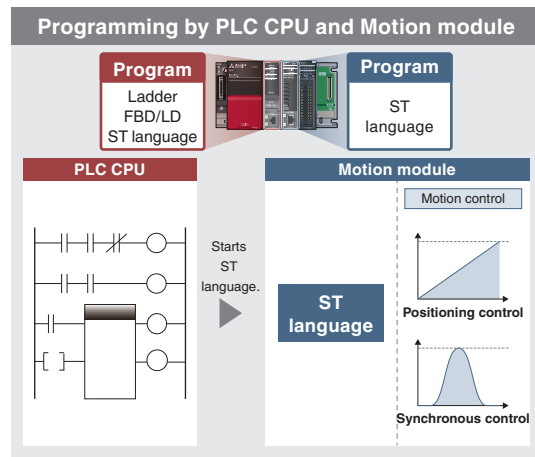 Programming by PLC CPU and Motion module
Program
Ladder
FBD/LD
ST language
Program
ST
language
PLC CPU
Starts
ST
language.
Motion module
Motion control
ST
language
Positioning control
Synchronous control